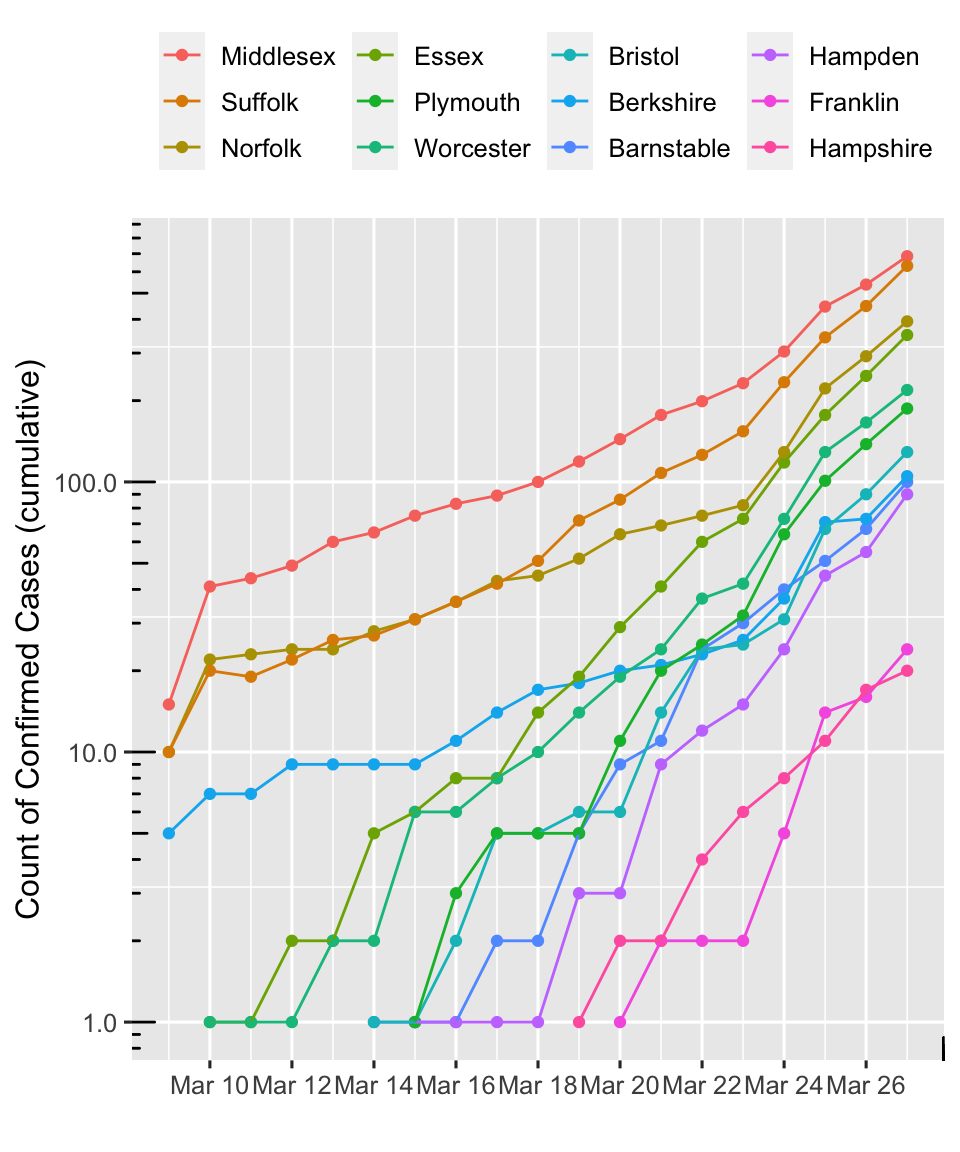 Middlesex Essex Bristol Hampden
Suffolk Plymouth Berkshire Franklin
Norfolk Worcester Barnstable Hampshire
Count of Confirmed Cases (cumulative)
100.0
10.0
1.0
Mar 10 Mar 12 Mar 14 Mar 16 Mar 18 Mar 20 Mar 22 Mar 24 Mar 26